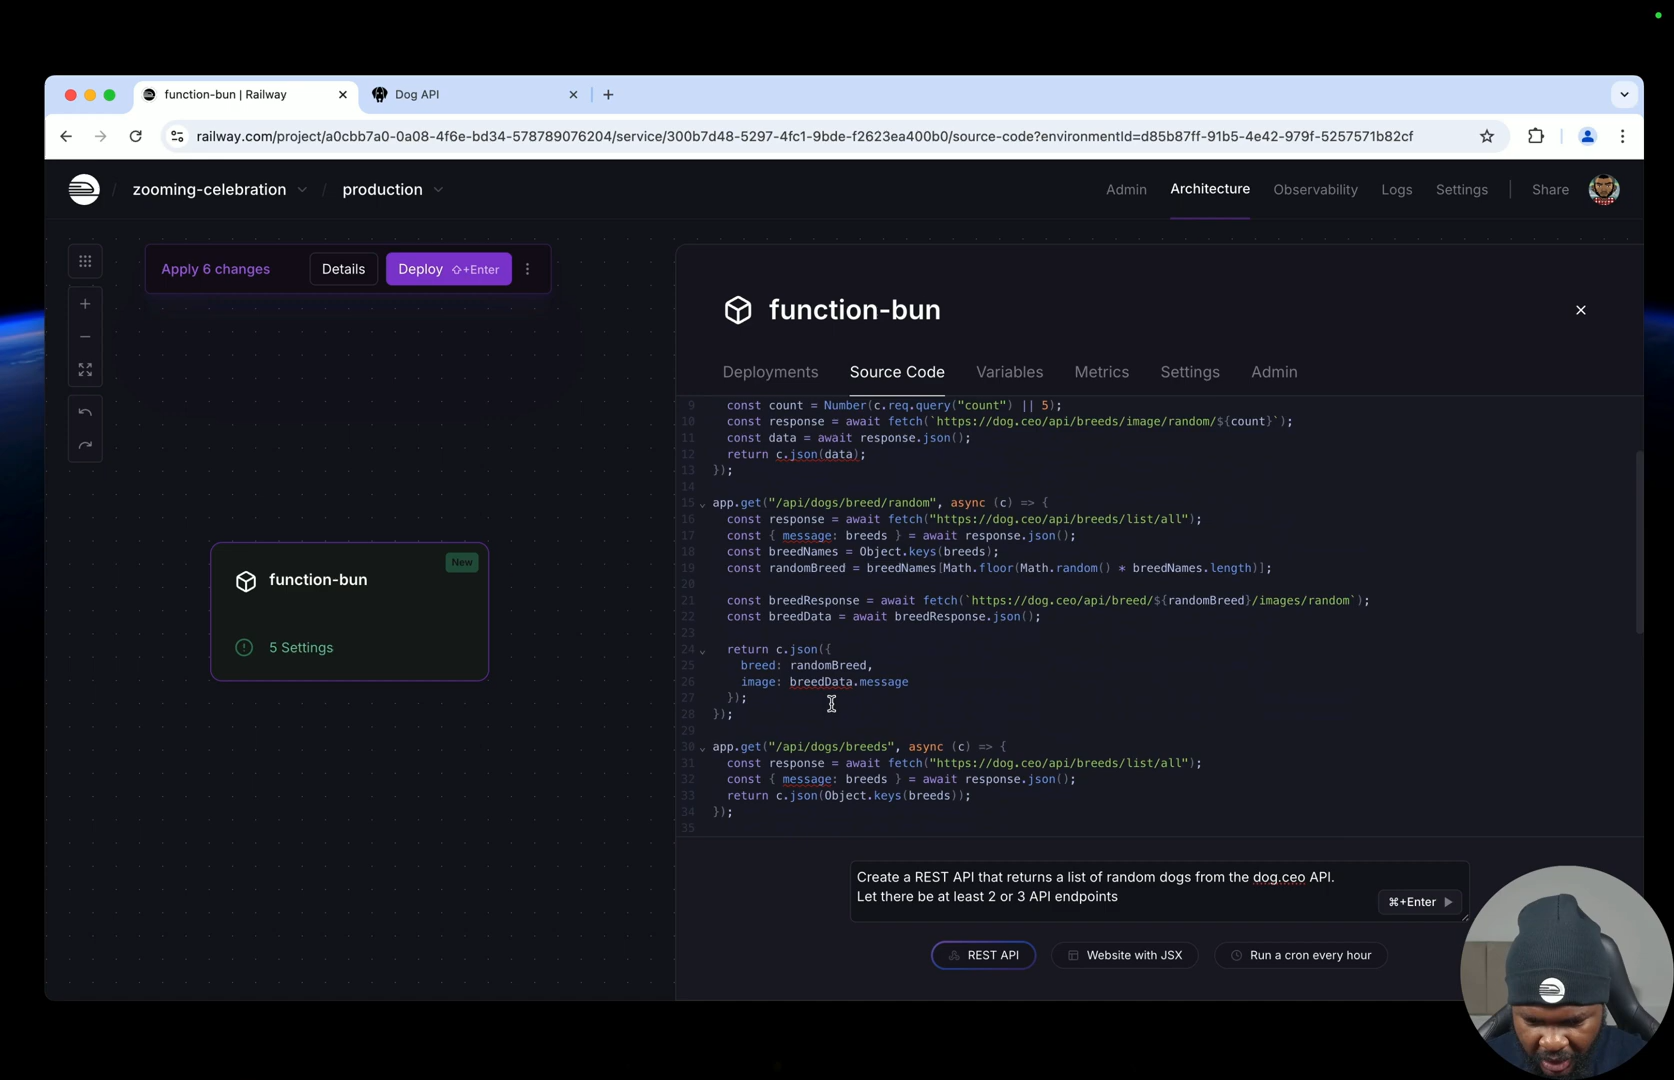 function-bun | Railway
Dog API
railway.com/project/a0cbb7a0-0a08-4f6e-bd34-578789076204/service/300b7d48-5297-4fc1-9bde-f2623ea400b0/source-code?environmentId=d85b87ff-91b5-4e42-979f-5257571b82cf
/ zooming-celebration / production
Admin Architecture Observability Logs Settings | Share
Apply 6 changes Details Deploy ⇧+Enter
function-bun
New
5 Settings
function-bun
Deployments Source Code Variables Metrics Settings Admin
9 const count = Number(c.req.query("count") || 5);
10 const response = await fetch(`https://dog.ceo/api/breeds/image/random/${count}`);
11 const data = await response.json();
12 return c.json(data);
13 });
14
15 app.get("/api/dogs/breed/random", async (c) => {
16 const response = await fetch("https://dog.ceo/api/breeds/list/all");
17 const { message: breeds } = await response.json();
18 const breedNames = Object.keys(breeds);
19 const randomBreed = breedNames[Math.floor(Math.random() * breedNames.length)];
20
21 const breedResponse = await fetch(`https://dog.ceo/api/breed/${randomBreed}/images/random`);
22 const breedData = await breedResponse.json();
23
24 return c.json({
25 breed: randomBreed,
26 image: breedData.message
27 });
28 });
29
30 app.get("/api/dogs/breeds", async (c) => {
31 const response = await fetch("https://dog.ceo/api/breeds/list/all");
32 const { message: breeds } = await response.json();
33 return c.json(Object.keys(breeds));
34 });
35
Create a REST API that returns a list of random dogs from the dog.ceo API.
Let there be at least 2 or 3 API endpoints
⌘+Enter
REST API
Website with JSX
Run a cron every hour